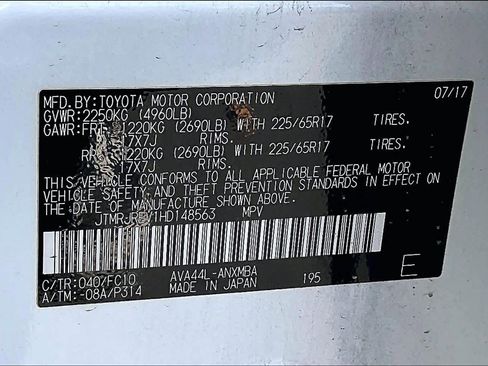 MFD.BY:TOYOTA MOTOR CORPORATION 07/17
GVWR:2250KG (4960LB)
GAWR:FRT. 1220KG (2690LB) WITH 225/65R17 TIRES.
17X7J RIMS.
RR. 1220KG (2690LB) WITH 225/65R17 TIRES.
17X7J RIMS.
THIS VEHICLE CONFORMS TO ALL APPLICABLE FEDERAL MOTOR
VEHICLE SAFETY AND THEFT PREVENTION STANDARDS IN EFFECT ON
THE DATE OF MANUFACTURE SHOWN ABOVE.
MPV
C/TR:040/FC10 AVA44L-ANXMBA 195
A/TM:-08A/P314 MADE IN JAPAN E